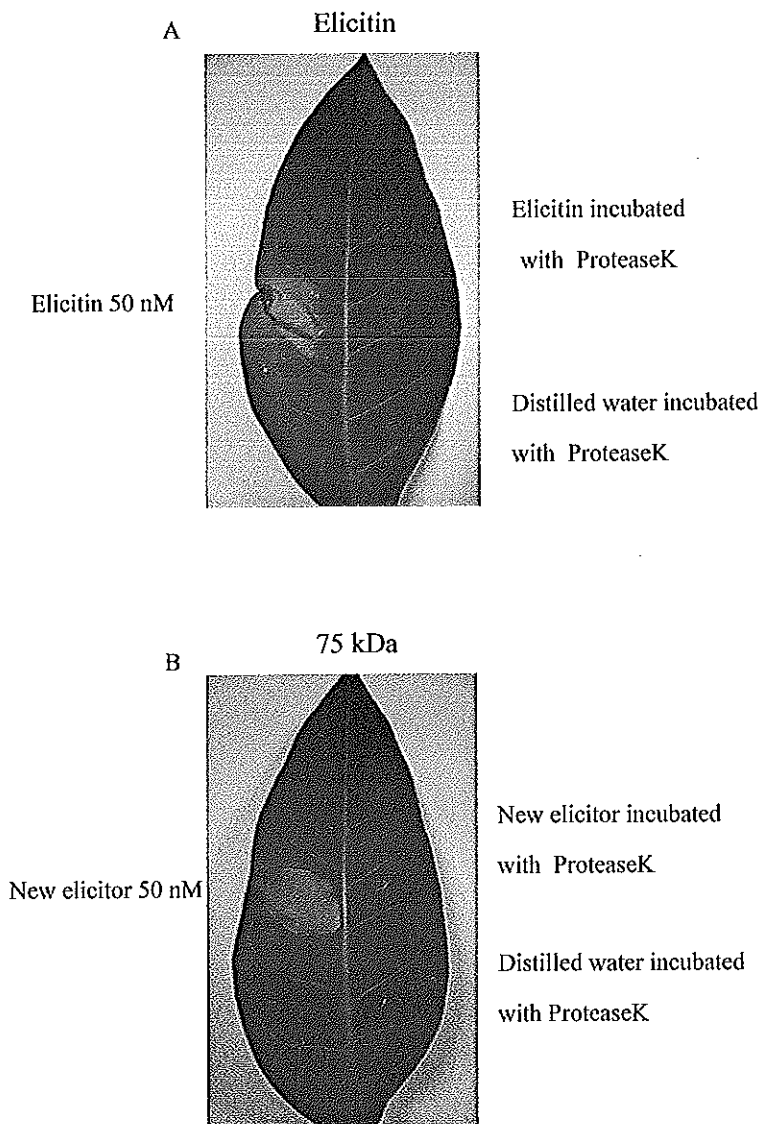 A
Elicitin
Elicitin 50 nM
Elicitin incubated
with ProteaseK
Distilled water incubated
with ProteaseK
B
75 kDa
New elicitor 50 nM
New elicitor incubated
with ProteaseK
Distilled water incubated
with ProteaseK